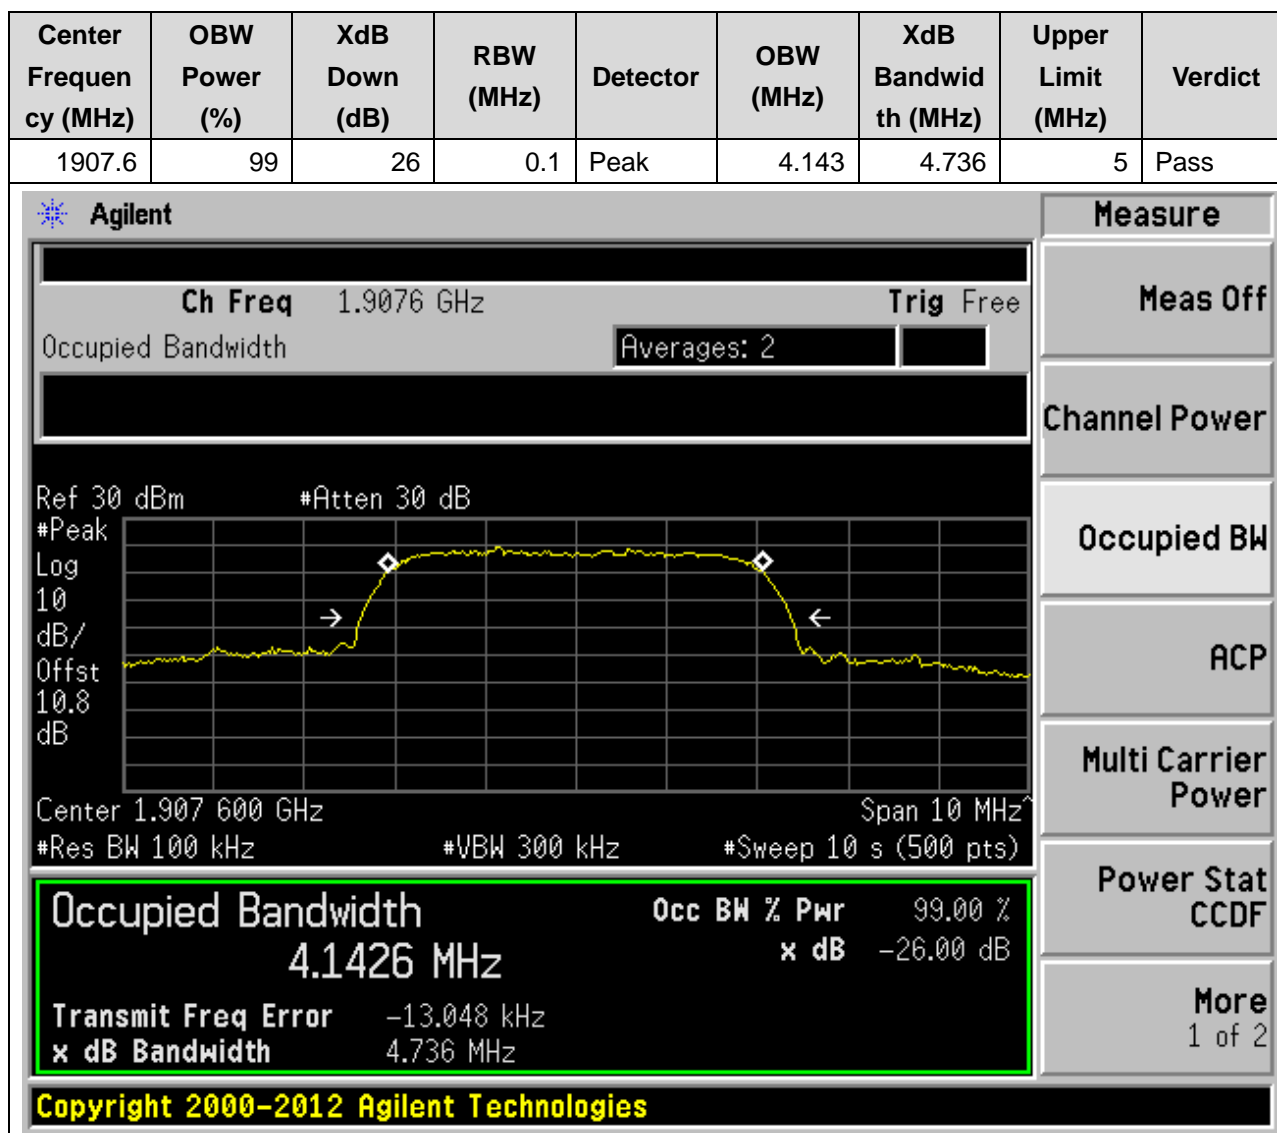 Center Frequen cy (MHz) OBW Power (%) XdB Down (dB) RBW (MHz) Detector OBW (MHz) XdB Bandwid th (MHz) Upper Limit (MHz) Verdict
1907.6 99 26 0.1 Peak 4.143 4.736 5 Pass
Agilent
Ch Freq 1.9076 GHz Trig Free
Occupied Bandwidth Averages: 2
Ref 30 dBm #Atten 30 dB
#Peak
Log
10
dB/
Offst
10.8
dB
Center 1.907 600 GHz Span 10 MHz^
#Res BW 100 kHz #VBW 300 kHz #Sweep 10 s (500 pts)
Occupied Bandwidth Occ BW % Pwr 99.00 %
4.1426 MHz x dB -26.00 dB
Transmit Freq Error -13.048 kHz
x dB Bandwidth 4.736 MHz
Copyright 2000-2012 Agilent Technologies
Measure
Meas Off
Channel Power
Occupied BW
ACP
Multi Carrier
Power
Power Stat
CCDF
More
1 of 2